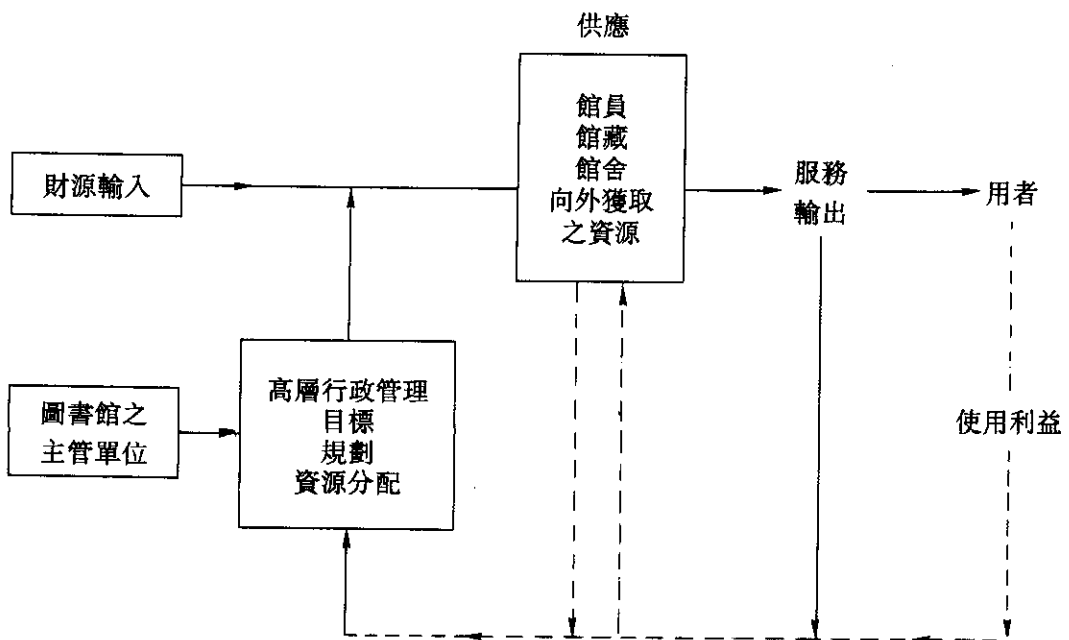 供應
館員
館藏
館舍
向外獲取
之資源
財源輸入
服務
輸出
用者
高層行政管理
目標
規劃
資源分配
圖書館之
主管單位
使用利益